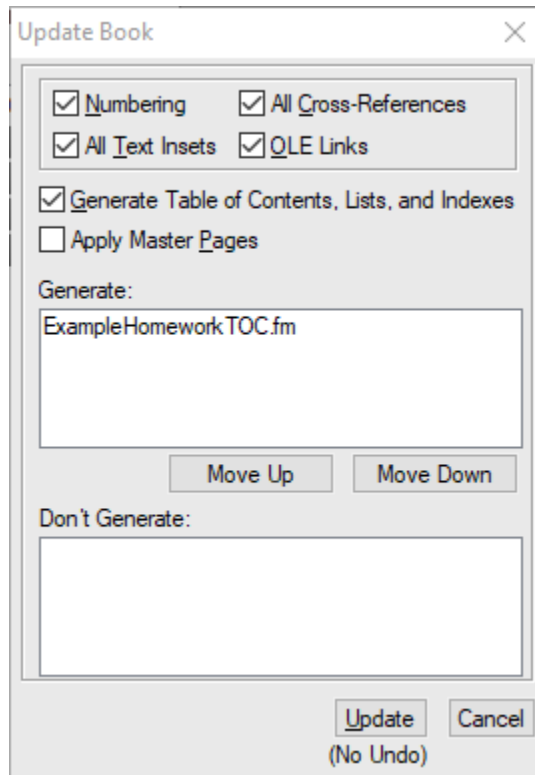 Update Book
Numbering All Cross-References
All Text Insets OLE Links
Generate Table of Contents, Lists, and Indexes
Apply Master Pages
Generate:
ExampleHomeworkTOC.fm
Move Up Move Down
Don't Generate:
Update Cancel
(No Undo)